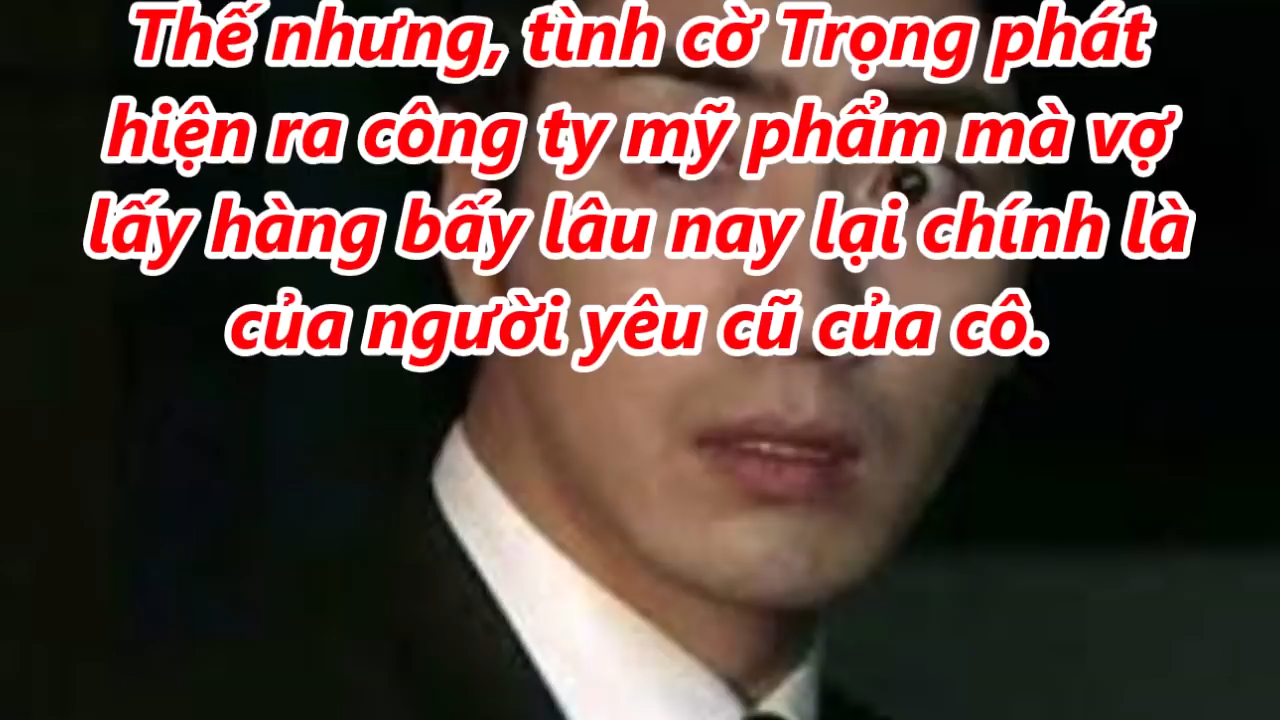 Thế nhưng, tình cờ Trọng phát
hiện ra công ty mỹ phẩm mà vợ
lấy hàng bấy lâu nay lại chính là
của người yêu cũ của cô.